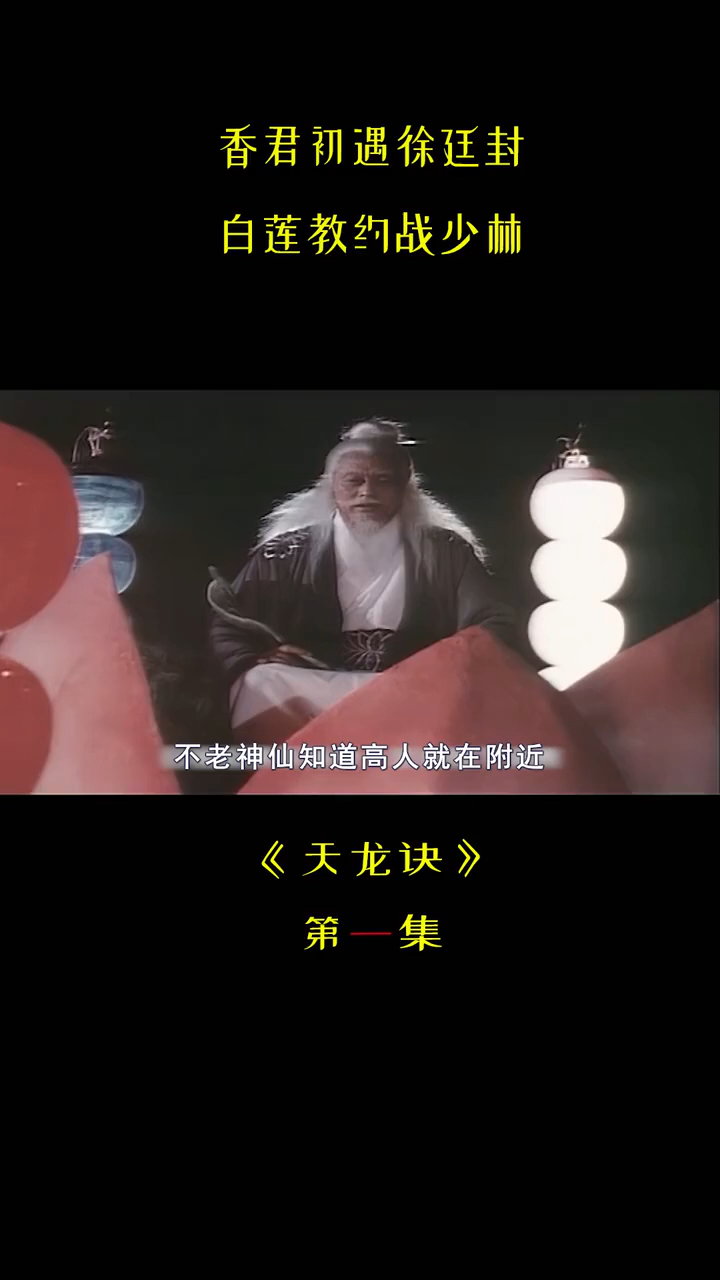 香君初遇徐廷封
白莲教约战少林
不老神仙知道高人就在附近
《天龙诀》
第一集